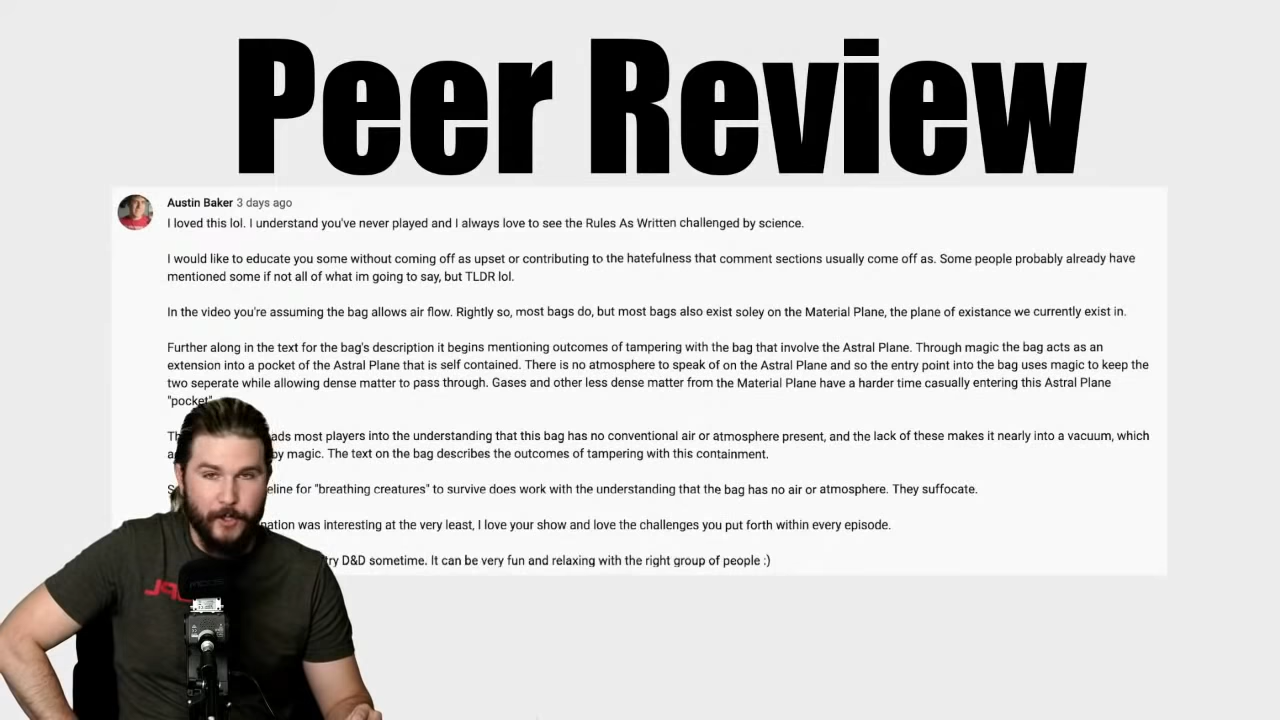 Peer Review
Austin Baker 3 days ago
I loved this lol. I understand you've never played and I always love to see the Rules As Written challenged by science.
I would like to educate you some without coming off as upset or contributing to the hatefulness that comment sections usually come off as. Some people probably already have
mentioned some if not all of what im going to say, but TLDR lol.
In the video you're assuming the bag allows air flow. Rightly so, most bags do, but most bags also exist soley on the Material Plane, the plane of existance we currently exist in.
Further along in the text for the bag's description it begins mentioning outcomes of tampering with the bag that involve the Astral Plane. Through magic the bag acts as an
extension into a pocket of the Astral Plane that is self contained. There is no atmosphere to speak of on the Astral Plane and so the entry point into the bag uses magic to keep the
two seperate while allowing dense matter to pass through. Gases and other less dense matter from the Material Plane have a harder time casually entering this Astral Plane
"pocket"
most players into the understanding that this bag has no conventional air or atmosphere present, and the lack of these makes it nearly into a vacuum, which
by magic. The text on the bag describes the outcomes of tampering with this containment.
for "breathing creatures" to survive does work with the understanding that the bag has no air or atmosphere. They suffocate.
was interesting at the very least, I love your show and love the challenges you put forth within every episode.
try D&D sometime. It can be very fun and relaxing with the right group of people :)
JPL